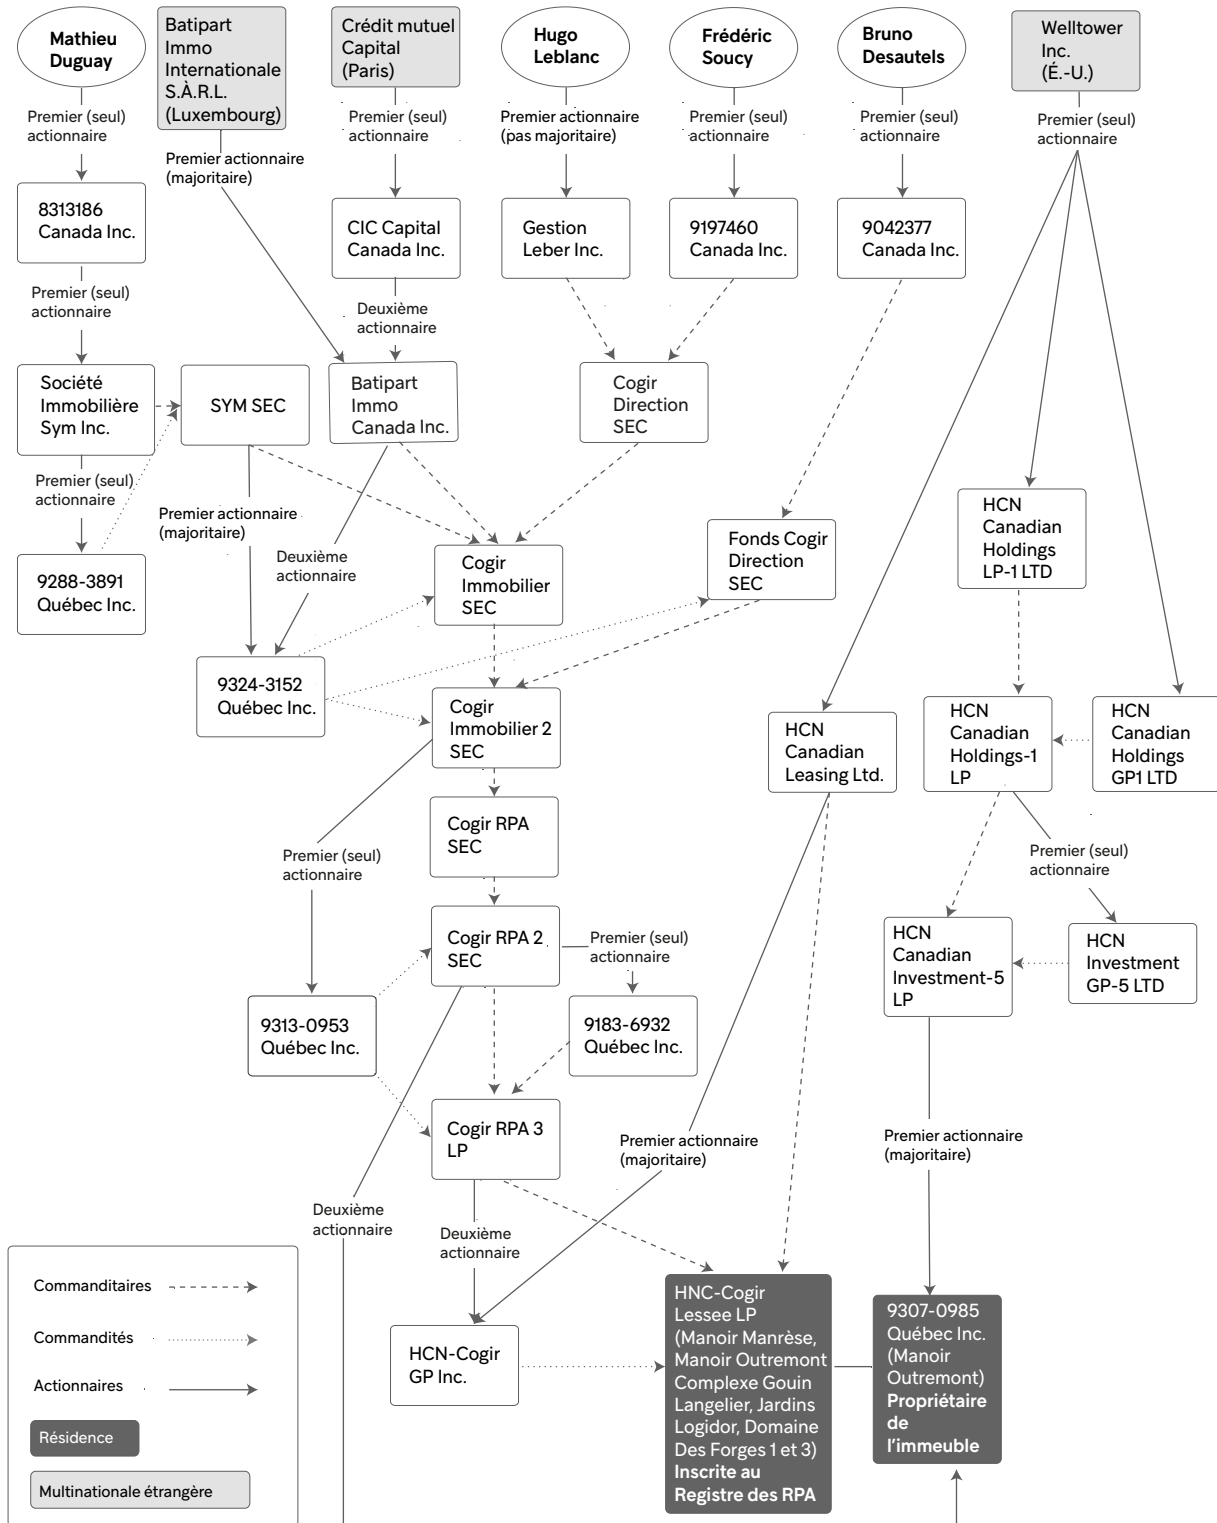 Mathieu
Duguay
Batipart
Immo
Internationale
S.À.R.L.
(Luxembourg)
Crédit mutuel
Capital
(Paris)
Hugo
Leblanc
Frédéric
Soucy
Bruno
Desautels
Welltower
Inc.
(É.-U.)
Premier (seul)
actionnaire
Premier actionnaire
(majoritaire)
Premier (seul)
actionnaire
Premier actionnaire
(pas majoritaire)
Premier (seul)
actionnaire
Premier (seul)
actionnaire
Premier (seul)
actionnaire
8313186
Canada Inc.
CIC Capital
Canada Inc.
Gestion
Leber Inc.
9197460
Canada Inc.
9042377
Canada Inc.
Premier (seul)
actionnaire
Deuxième
actionnaire
Société
Immobilière
Sym Inc.
SYM SEC
Batipart
Immo
Canada Inc.
Cogir
Direction
SEC
Premier (seul)
actionnaire
Premier actionnaire
(majoritaire)
Deuxième
actionnaire
9288-3891
Québec Inc.
Cogir
Immobilier
SEC
Fonds Cogir
Direction
SEC
HCN
Canadian
Holdings
LP-1 LTD
9324-3152
Québec Inc.
Cogir
Immobilier 2
SEC
HCN
Canadian
Leasing Ltd.
HCN
Canadian
Holdings-1
LP
HCN
Canadian
Holdings
GP1 LTD
Cogir RPA
SEC
Premier (seul)
actionnaire
Premier (seul)
actionnaire
Cogir RPA 2
SEC
Premier (seul)
actionnaire
HCN
Canadian
Investment-5
LP
HCN
Investment
GP-5 LTD
9313-0953
Québec Inc.
9183-6932
Québec Inc.
Cogir RPA 3
LP
Premier actionnaire
(majoritaire)
Premier actionnaire
(majoritaire)
Deuxième
actionnaire
Deuxième
actionnaire
HCN-Cogir
GP Inc.
HNC-Cogir
Lessee LP
(Manoir Manrèse,
Manoir Outremont
Complexe Gouin
Langelier, Jardins
Logidor, Domaine
Des Forges 1 et 3)
Inscrite au
Registre des RPA
9307-0985
Québec Inc.
(Manoir
Outremont)
Propriétaire
de
l'immeuble
Commanditaires
Commandités
Actionnaires
Résidence
Multinationale étrangère